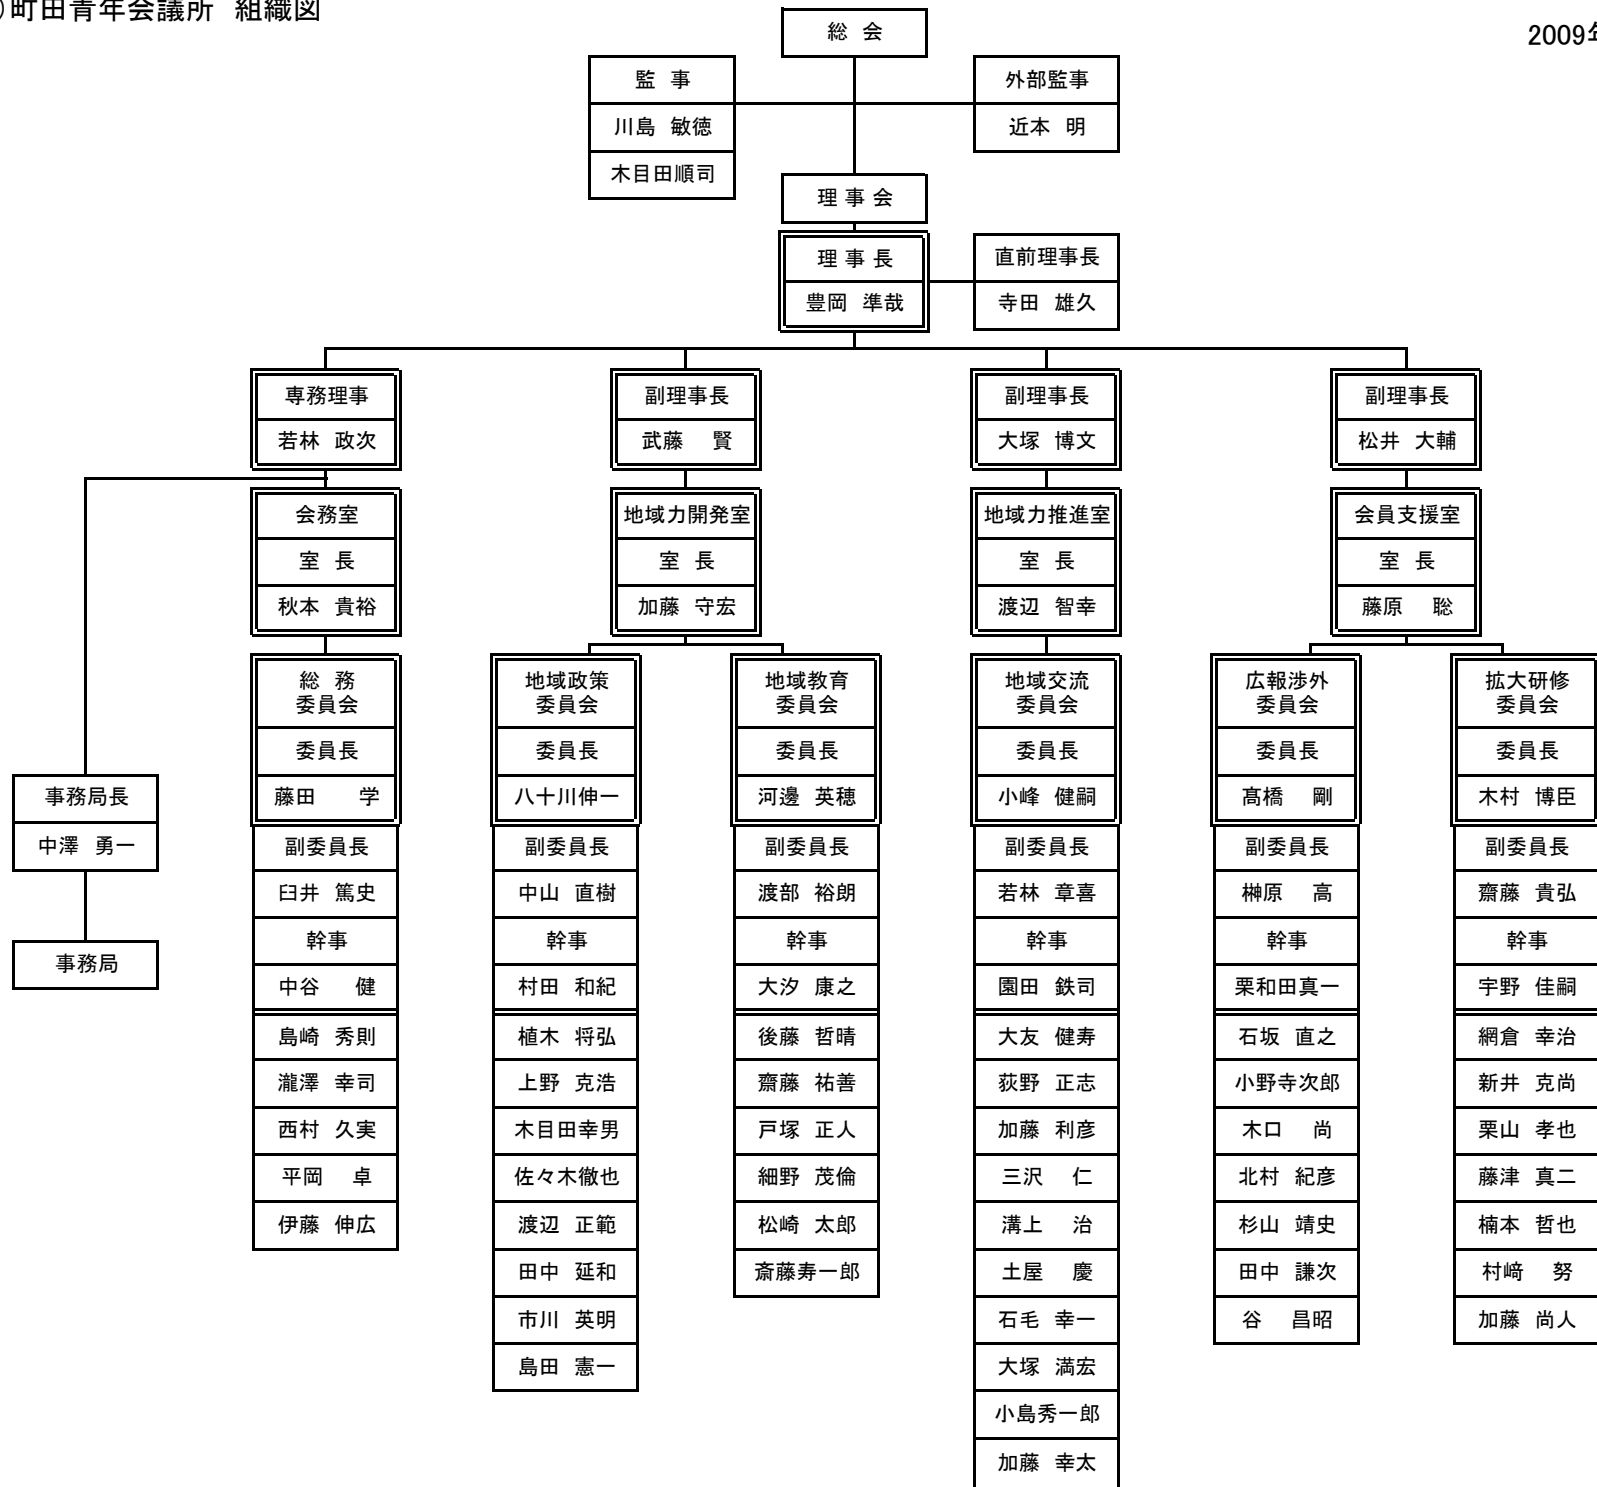 )町田青年会議所 組織図
2009年
総 会
監 事
川島 敏徳
木目田順司
外部監事
近本 明
理 事 会
理 事 長
豊岡 準哉
直前理事長
寺田 雄久
専務理事
若林 政次
副理事長
武藤 賢
副理事長
大塚 博文
副理事長
松井 大輔
会務室
室 長
秋本 貴裕
地域力開発室
室 長
加藤 守宏
地域力推進室
室 長
渡辺 智幸
会員支援室
室 長
藤原 聡
事務局長
中澤 勇一
事務局
総 務
委員会
委員長
藤田 学
副委員長
臼井 篤史
幹事
中谷 健
島崎 秀則
瀧澤 幸司
西村 久実
平岡 卓
伊藤 伸広
地域政策
委員会
委員長
八十川伸一
副委員長
中山 直樹
幹事
村田 和紀
植木 将弘
上野 克浩
木目田幸男
佐々木徹也
渡辺 正範
田中 延和
市川 英明
島田 憲一
地域教育
委員会
委員長
河邊 英穂
副委員長
渡部 裕朗
幹事
大汐 康之
後藤 哲晴
齋藤 祐善
戸塚 正人
細野 茂倫
松崎 太郎
斎藤寿一郎
地域交流
委員会
委員長
小峰 健嗣
副委員長
若林 章喜
幹事
園田 鉄司
大友 健寿
荻野 正志
加藤 利彦
三沢 仁
溝上 治
土屋 慶
石毛 幸一
大塚 満宏
小島秀一郎
加藤 幸太
広報渉外
委員会
委員長
髙橋 剛
副委員長
榊原 高
幹事
栗和田真一
石坂 直之
小野寺次郎
木口 尚
北村 紀彦
杉山 靖史
田中 謙次
谷 昌昭
拡大研修
委員会
委員長
木村 博臣
副委員長
齋藤 貴弘
幹事
宇野 佳嗣
網倉 幸治
新井 克尚
栗山 孝也
藤津 真二
楠本 哲也
村﨑 努
加藤 尚人